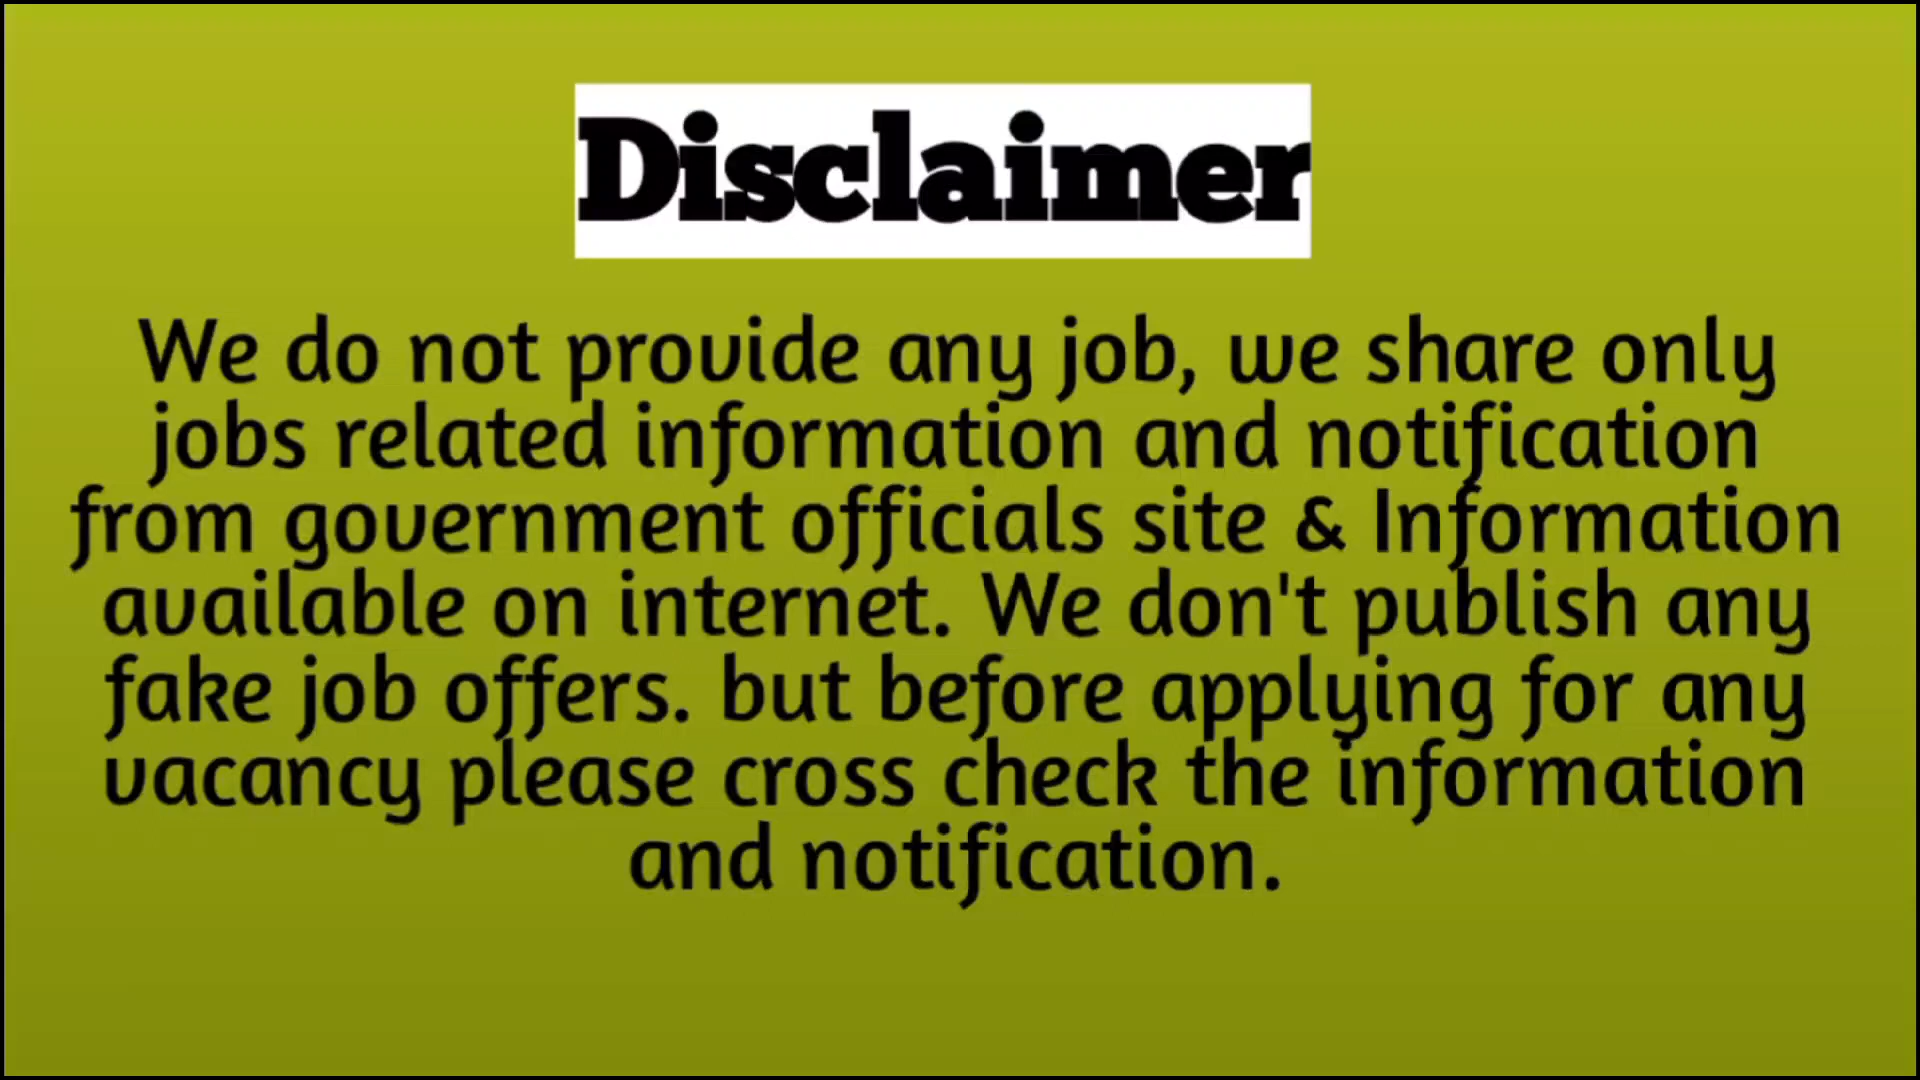 Disclaimer
We do not provide any job, we share only
jobs related information and notification
from government officials site & Information
available on internet. We don't publish any
fake job offers. but before applying for any
vacancy please cross check the information
and notification.